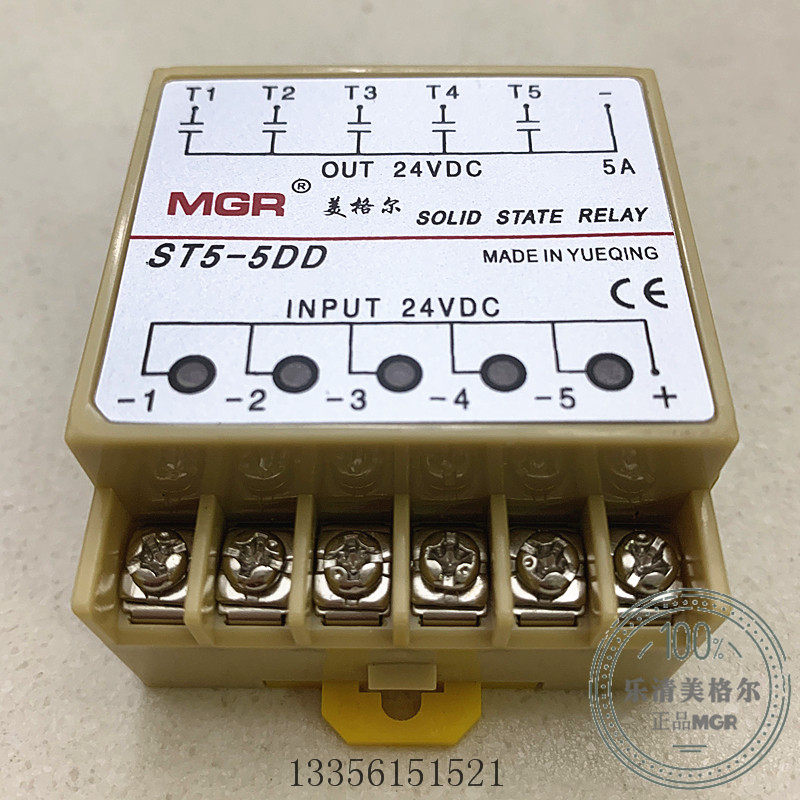 T1 T2 T3 T4 T5 -
OUT 24VDC 5A
MGR® 美格尔 SOLID STATE RELAY
ST5-5DD MADE IN YUEQING
CE
INPUT 24VDC
-1 -2 -3 -4 -5 +
100%
乐清美格尔
正品MGR
13356151521